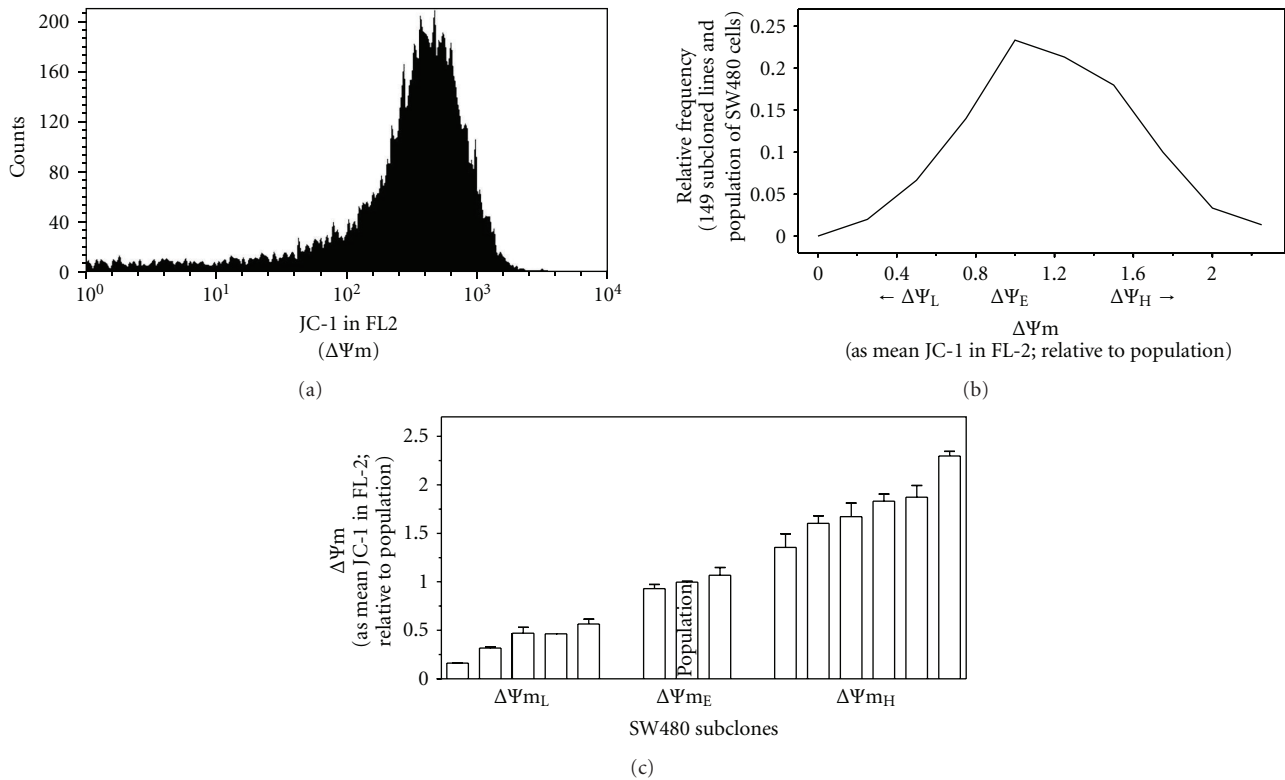 200
160
120
80
40
0
Counts
10^0
10^1
10^2
10^3
10^4
JC-1 in FL2
(ΔΨm)
(a)
0.25
0.2
0.15
0.1
0.05
0
Relative frequency
(149 subcloned lines and
population of SW480 cells)
0
0.4
0.8
1.2
1.6
2
← ΔΨL
ΔΨE
ΔΨH →
ΔΨm
(as mean JC-1 in FL-2; relative to population)
(b)
2.5
2
1.5
1
0.5
0
ΔΨm
(as mean JC-1 in FL-2;
relative to population)
Population
ΔΨmL
ΔΨmE
ΔΨmH
SW480 subclones
(c)